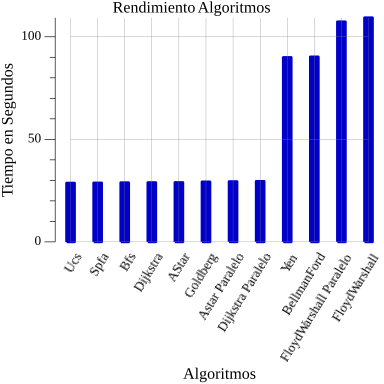 Rendimiento Algoritmos
Tiempo en Segundos
100
50
0
Ucs
Spfa
Bfs
Dijkstra
AStar
Goldberg
Astar Paralelo
Dijkstra Paralelo
Yen
BellmanFord
FloydWarshall Paralelo
FloydWarshall
Algoritmos